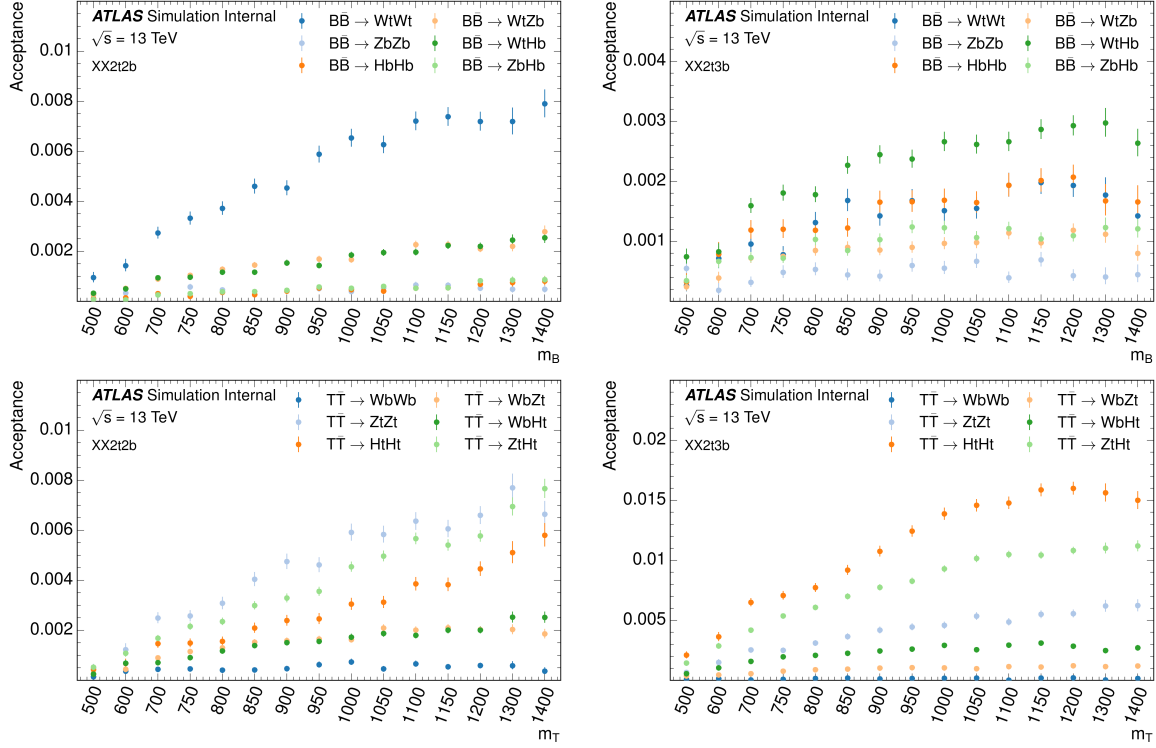 ATLAS Simulation Internal
√s = 13 TeV
XX2t2b
BB̄ → WtWt
BB̄ → ZbZb
BB̄ → HbHb
BB̄ → WtZb
BB̄ → WtHb
BB̄ → ZbHb
Acceptance
0.01
0.008
0.006
0.004
0.002
500 600 700 750 800 850 900 950 1000 1050 1100 1150 1200 1300 1400
m_B
ATLAS Simulation Internal
√s = 13 TeV
XX2t3b
BB̄ → WtWt
BB̄ → ZbZb
BB̄ → HbHb
BB̄ → WtZb
BB̄ → WtHb
BB̄ → ZbHb
Acceptance
0.004
0.003
0.002
0.001
500 600 700 750 800 850 900 950 1000 1050 1100 1150 1200 1300 1400
m_B
ATLAS Simulation Internal
√s = 13 TeV
XX2t2b
TT̄ → WbWb
TT̄ → ZtZt
TT̄ → HtHt
TT̄ → WbZt
TT̄ → WbHt
TT̄ → ZtHt
Acceptance
0.01
0.008
0.006
0.004
0.002
500 600 700 750 800 850 900 950 1000 1050 1100 1150 1200 1300 1400
m_T
ATLAS Simulation Internal
√s = 13 TeV
XX2t3b
TT̄ → WbWb
TT̄ → ZtZt
TT̄ → HtHt
TT̄ → WbZt
TT̄ → WbHt
TT̄ → ZtHt
Acceptance
0.02
0.015
0.01
0.005
500 600 700 750 800 850 900 950 1000 1050 1100 1150 1200 1300 1400
m_T